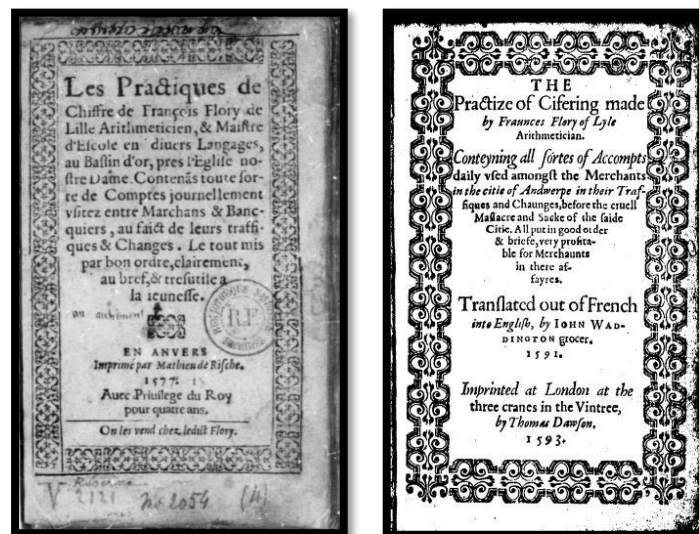 Les Practiques de
Chiffre de François Flory de
Lille Arithmeticien, & Maistre
d'Escole en diuers Langages,
au Bassin d'or, pres l'Eglise no-
stre Dame. Contenãs toute sor-
te de Comptes journellement
vsitez entre Marchans & Banc-
quiers, au faict de leurs traffi-
ques & Changes. Le tout mis
par bon ordre, clairement,
au bref, & tresutile a
la ieunesse.
R.F
EN ANVERS
Imprimé par Mathieu de Rische.
1577.
Auec Priuilege du Roy
pour quatre ans.
On les vend chez ledict Flory.
Reserve
V 2121
no 2054 (4)
THE
Practize of Cifering made
by Fraunces Flory of Lyle
Arithmetician.
Conteyning all sortes of Accompts
daily vsed amongst the Merchants
in the citie of Andwerpe in their Traf-
fiques and Chaunges, before the cruell
Massacre and Sacke of the saide
Citie. All put in good order
& briefe, very profita-
ble for Merchaunts
in there af-
fayres.
Translated out of French
into English, by IOHN WAD-
DINGTON grocer.
1591.
Imprinted at London at the
three cranes in the Vintree,
by Thomas Dawson.
1593.